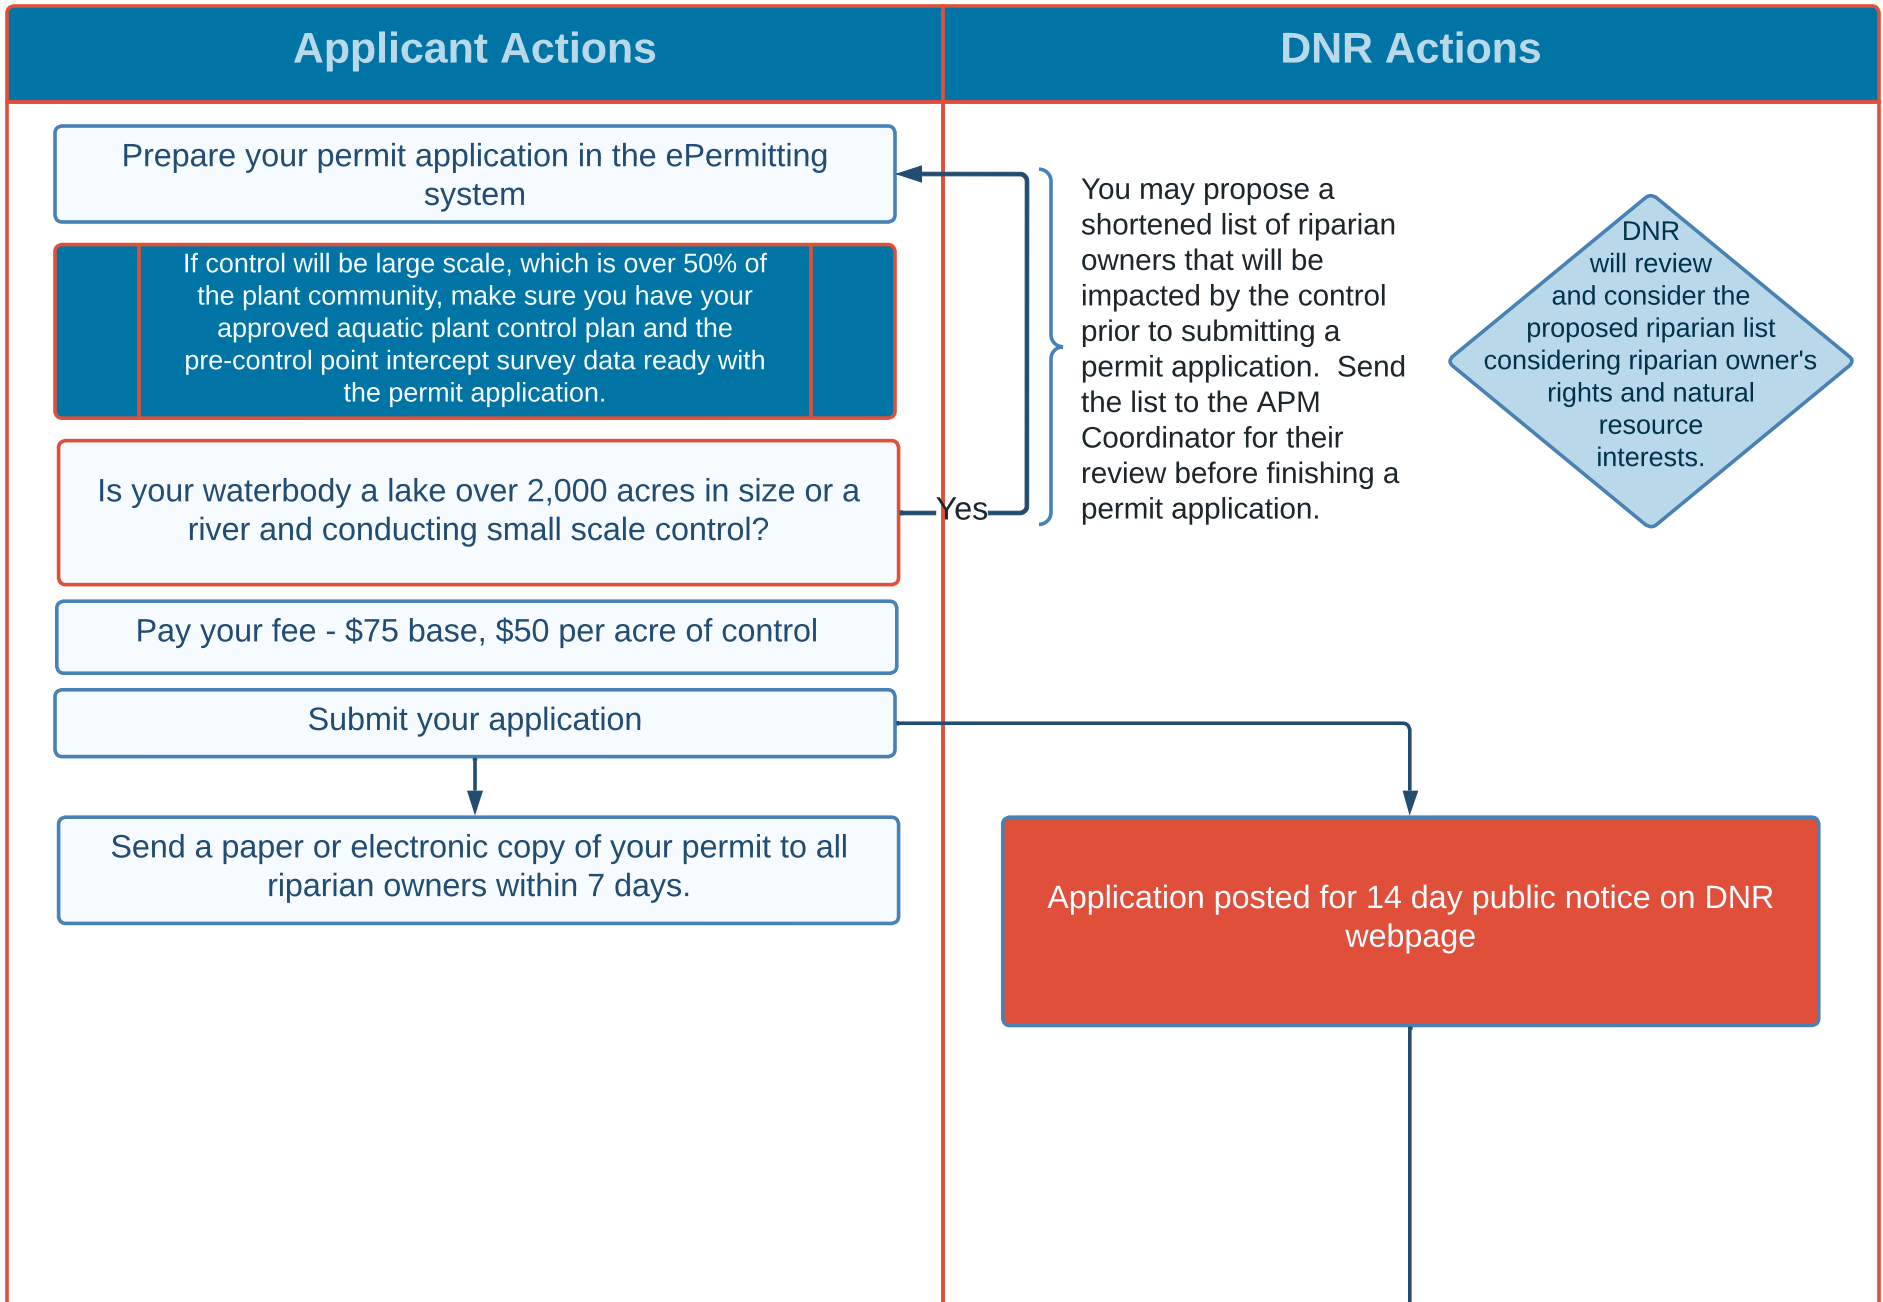 Applicant Actions
DNR Actions
Prepare your permit application in the ePermitting
system
If control will be large scale, which is over 50% of
the plant community, make sure you have your
approved aquatic plant control plan and the
pre-control point intercept survey data ready with
the permit application.
Is your waterbody a lake over 2,000 acres in size or a
river and conducting small scale control?
Yes
You may propose a
shortened list of riparian
owners that will be
impacted by the control
prior to submitting a
permit application.  Send
the list to the APM
Coordinator for their
review before finishing a
permit application.
DNR
will review
and consider the
proposed riparian list
considering riparian owner's
rights and natural
resource
interests.
Pay your fee - $75 base, $50 per acre of control
Submit your application
Send a paper or electronic copy of your permit to all
riparian owners within 7 days.
Application posted for 14 day public notice on DNR
webpage